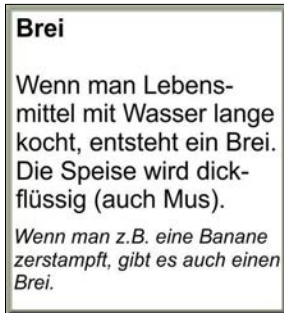 Brei
Wenn man Lebens-
mittel mit Wasser lange
kocht, entsteht ein Brei.
Die Speise wird dick-
flüssig (auch Mus).
Wenn man z.B. eine Banane
zerstampft, gibt es auch einen
Brei.